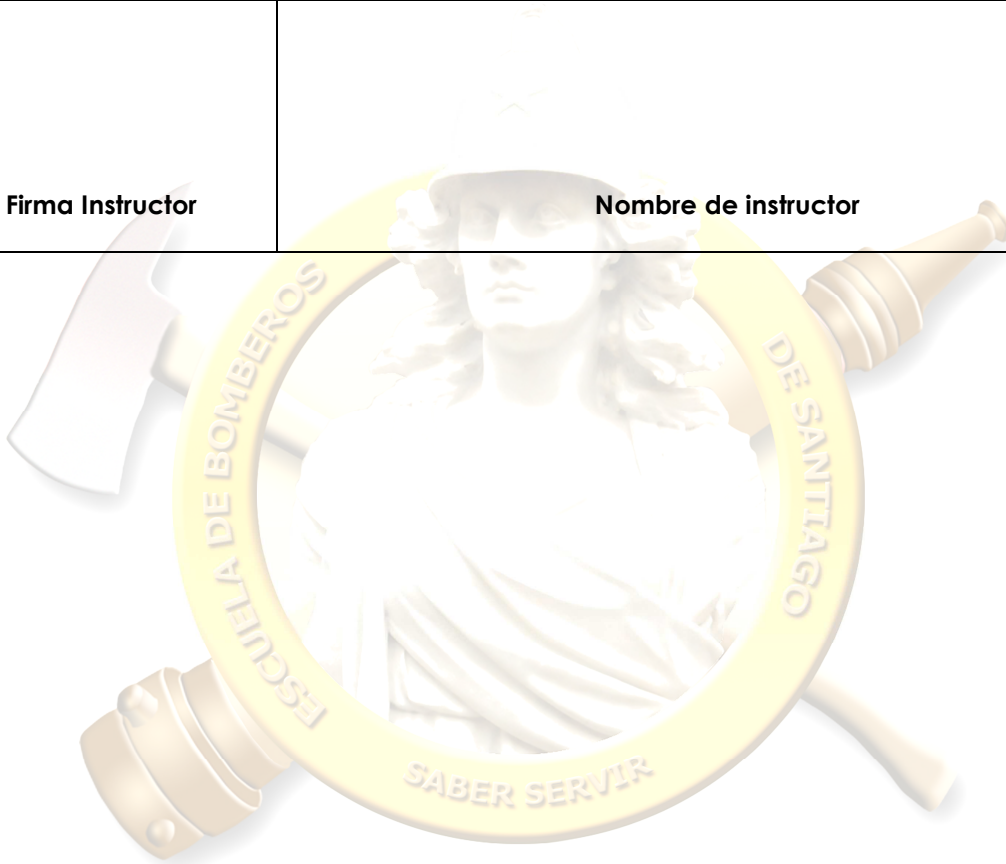 Firma Instructor
Nombre de instructor
ESCUELA DE BOMBEROS
DE SANTIAGO
SABER SERVIR